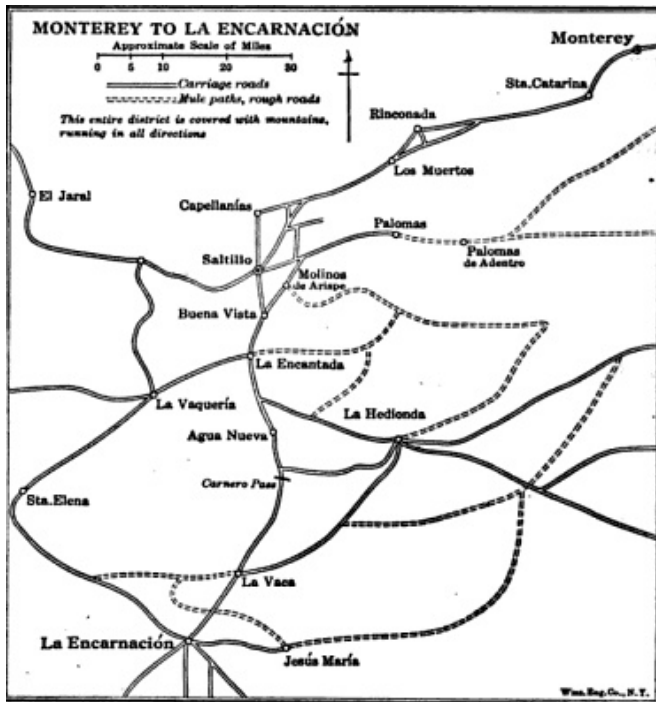 MONTEREY TO LA ENCARNACIÓN
Approximate Scale of Miles
0 5 10 20 30
Carriage roads
Mule paths, rough roads
This entire district is covered with mountains,
running in all directions
Monterey
Sta.Catarina
Rinconada
Los Muertos
El Jaral
Capellanías
Palomas
Saltillo
Palomas
de Adentro
Molinos
de Arispe
Buena Vista
La Encantada
La Vaquería
La Hedionda
Agua Nueva
Carnero Pass
Sta.Elena
La Vaca
La Encarnación
Jesús María
Wms. Eng. Co., N. Y.